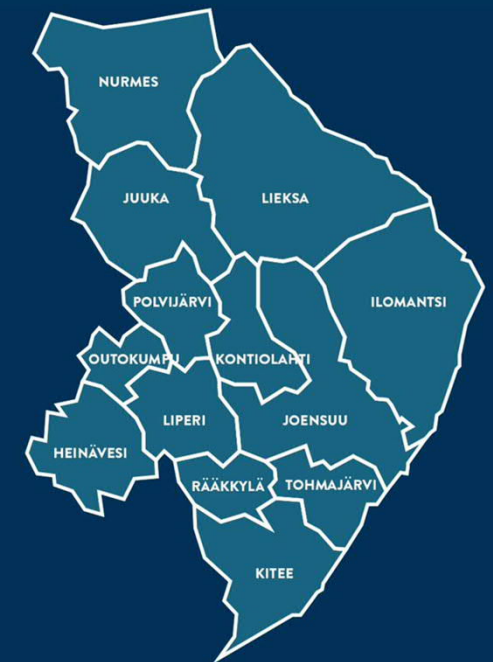 NURMES
JUUKA
LIEKSA
POLVIJÄRVI
ILOMANTSI
OUTOKUMPU
KONTIOLAHTI
LIPERI
JOENSUU
HEINÄVESI
RÄÄKKYLÄ
TOHMAJÄRVI
KITEE